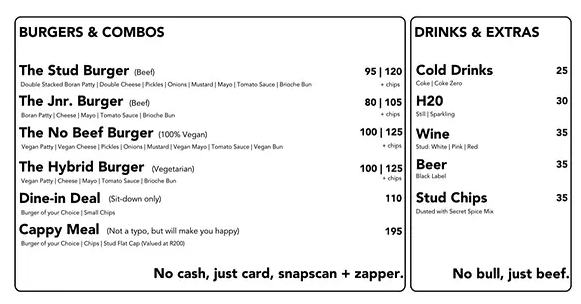 BURGERS & COMBOS
The Stud Burger (Beef) 95 | 120
Double Stacked Boran Patty | Double Cheese | Pickles | Onions | Mustard | Mayo | Tomato Sauce | Brioche Bun + chips
The Jnr. Burger (Beef) 80 | 105
Boran Patty | Cheese | Mayo | Tomato Sauce | Brioche Bun + chips
The No Beef Burger (100% Vegan) 100 | 125
Vegan Patty | Vegan Cheese | Pickles | Onions | Mustard | Vegan Mayo | Tomato Sauce | Vegan Bun + chips
The Hybrid Burger (Vegetarian) 100 | 125
Vegan Patty | Cheese | Mayo | Tomato Sauce | Brioche Bun + chips
Dine-in Deal (Sit-down only) 110
Burger of your Choice | Small Chips
Cappy Meal (Not a typo, but will make you happy) 195
Burger of your Choice | Chips | Stud Flat Cap (Valued at R200)
No cash, just card, snapscan + zapper.
DRINKS & EXTRAS
Cold Drinks 25
Coke | Coke Zero
H20 30
Still | Sparkling
Wine 35
Stud: White | Pink | Red
Beer 35
Black Label
Stud Chips 35
Dusted with Secret Spice Mix
No bull, just beef.